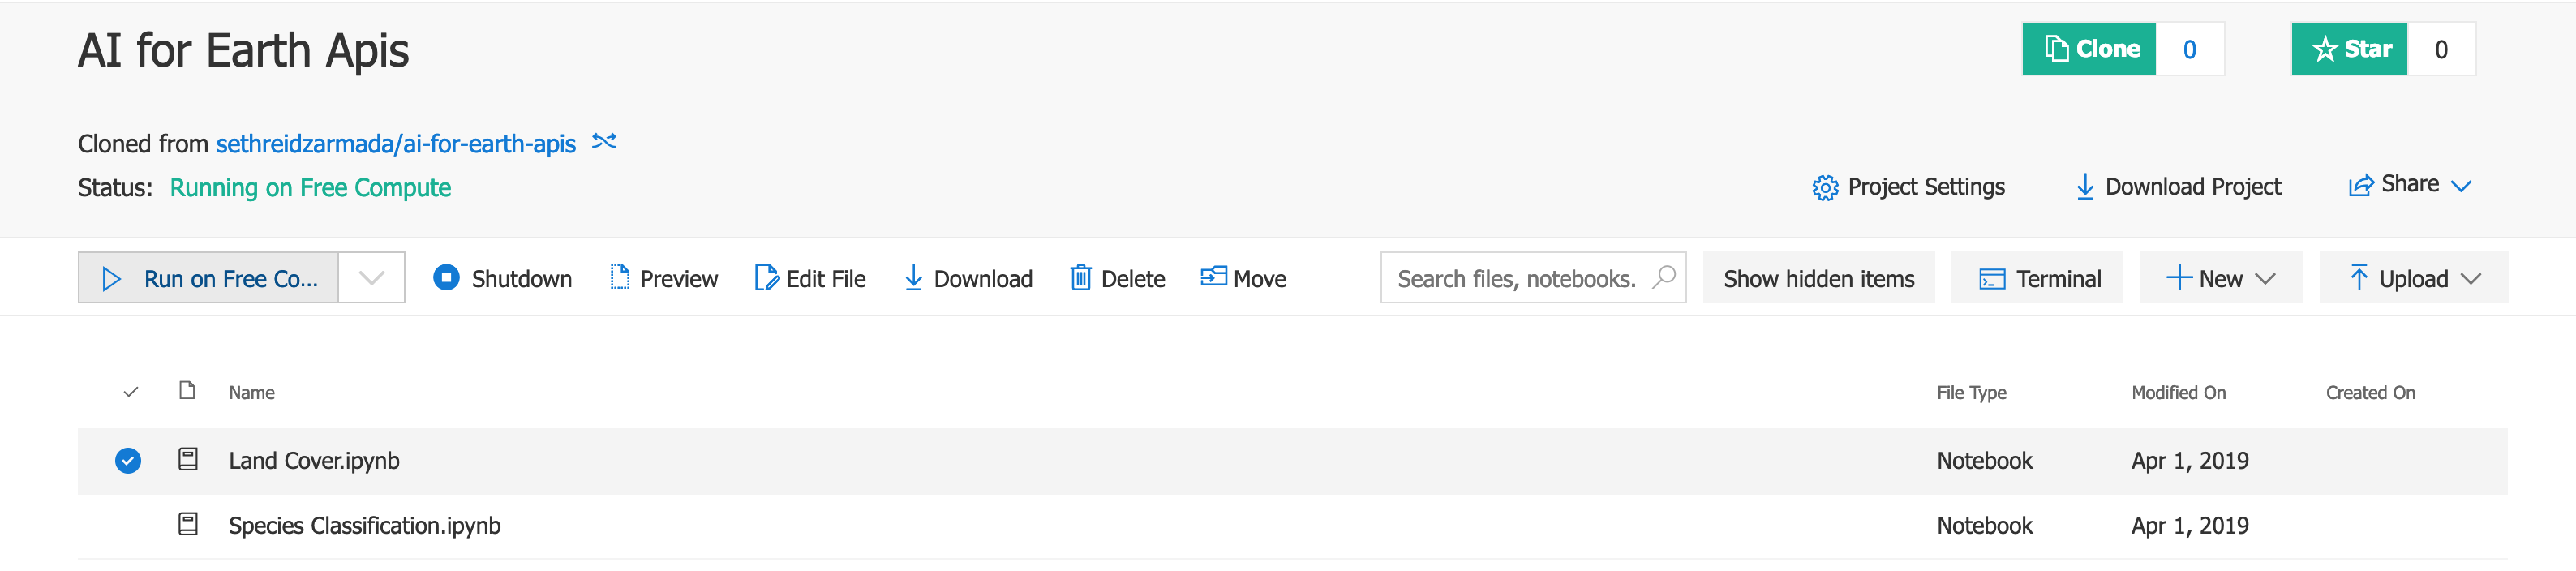 AI for Earth Apis
Clone 0
Star 0
Cloned from sethreidzarmada/ai-for-earth-apis
Status: Running on Free Compute
Project Settings
Download Project
Share
Run on Free Co...
Shutdown
Preview
Edit File
Download
Delete
Move
Search files, notebooks.
Show hidden items
Terminal
New
Upload
Name File Type Modified On Created On
Land Cover.ipynb Notebook Apr 1, 2019
Species Classification.ipynb Notebook Apr 1, 2019